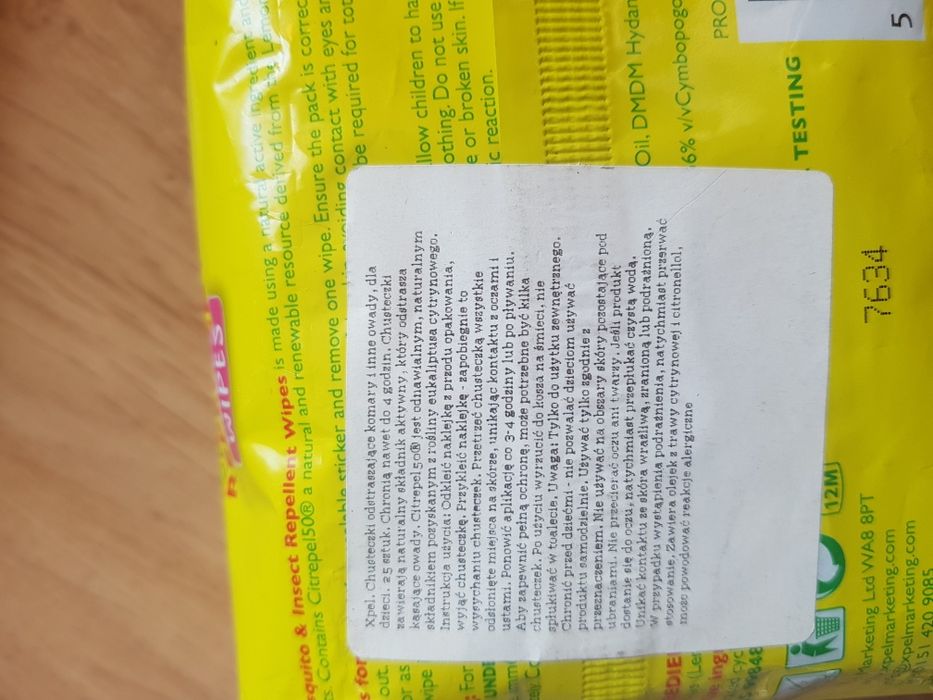 WIPES
squito & Insect Repellent Wipes is made using a natural active ingredient and
s. Contains Citrepel50® a natural and renewable resource derived from the Lemon
sticker and remove one wipe. Ensure the pack is correc
contact with eyes an
be required for tod
allow children to ha
othing. Do not use
e or broken skin. If
ic reaction.
Xpel. Chusteczki odstraszające komary i inne owady, dla
dzieci. 25 sztuk. Chronią nawet do 4 godzin. Chusteczki
zawierają naturalny składnik aktywny, który odstrasza
kąsające owady. Citrepel50® jest odnawialnym, naturalnym
składnikiem pozyskanym z rośliny eukaliptusa cytrynowego.
Instrukcja użycia: Odkleić naklejkę z przodu opakowania,
wyjąć chusteczkę. Przykleić naklejkę - zapobiegnie to
wysychaniu chusteczek. Przetrzeć chusteczką wszystkie
odsłonięte miejsca na skórze, unikając kontaktu z oczami i
ustami. Ponowić aplikację co 3-4 godziny lub po pływaniu.
Aby zapewnić pełną ochronę, może potrzebne być kilka
chusteczek. Po użyciu wyrzucić do kosza na śmieci. nie
spłukiwać w toalecie. Uwaga: Tylko do użytku zewnętrznego.
Chronić przed dziećmi - nie pozwalać dzieciom używać
produktu samodzielnie. Używać tylko zgodnie z
przeznaczeniem. Nie używać na obszary skóry pozostające pod
ubraniami. Nie przecierać oczu ani twarzy. Jeśli produkt
dostanie się do oczu, natychmiast przepłukać czystą wodą.
Unikać kontaktu ze skóra wrażliwą, zranioną lub podrażnioną.
W przypadku wystąpienia podrażnienia, natychmiast przerwać
stosowanie. Zawiera olejek z trawy cytrynowej i citronellol,
może powodować reakcje alergiczne
Oil, DMDM Hydan
6% v/vCymbopogo
PRO
TESTING
5
7634
12M
Marketing Ltd WA8 8PT
xpelmarketing.com
xpelmarketing.com
0151 420 9085